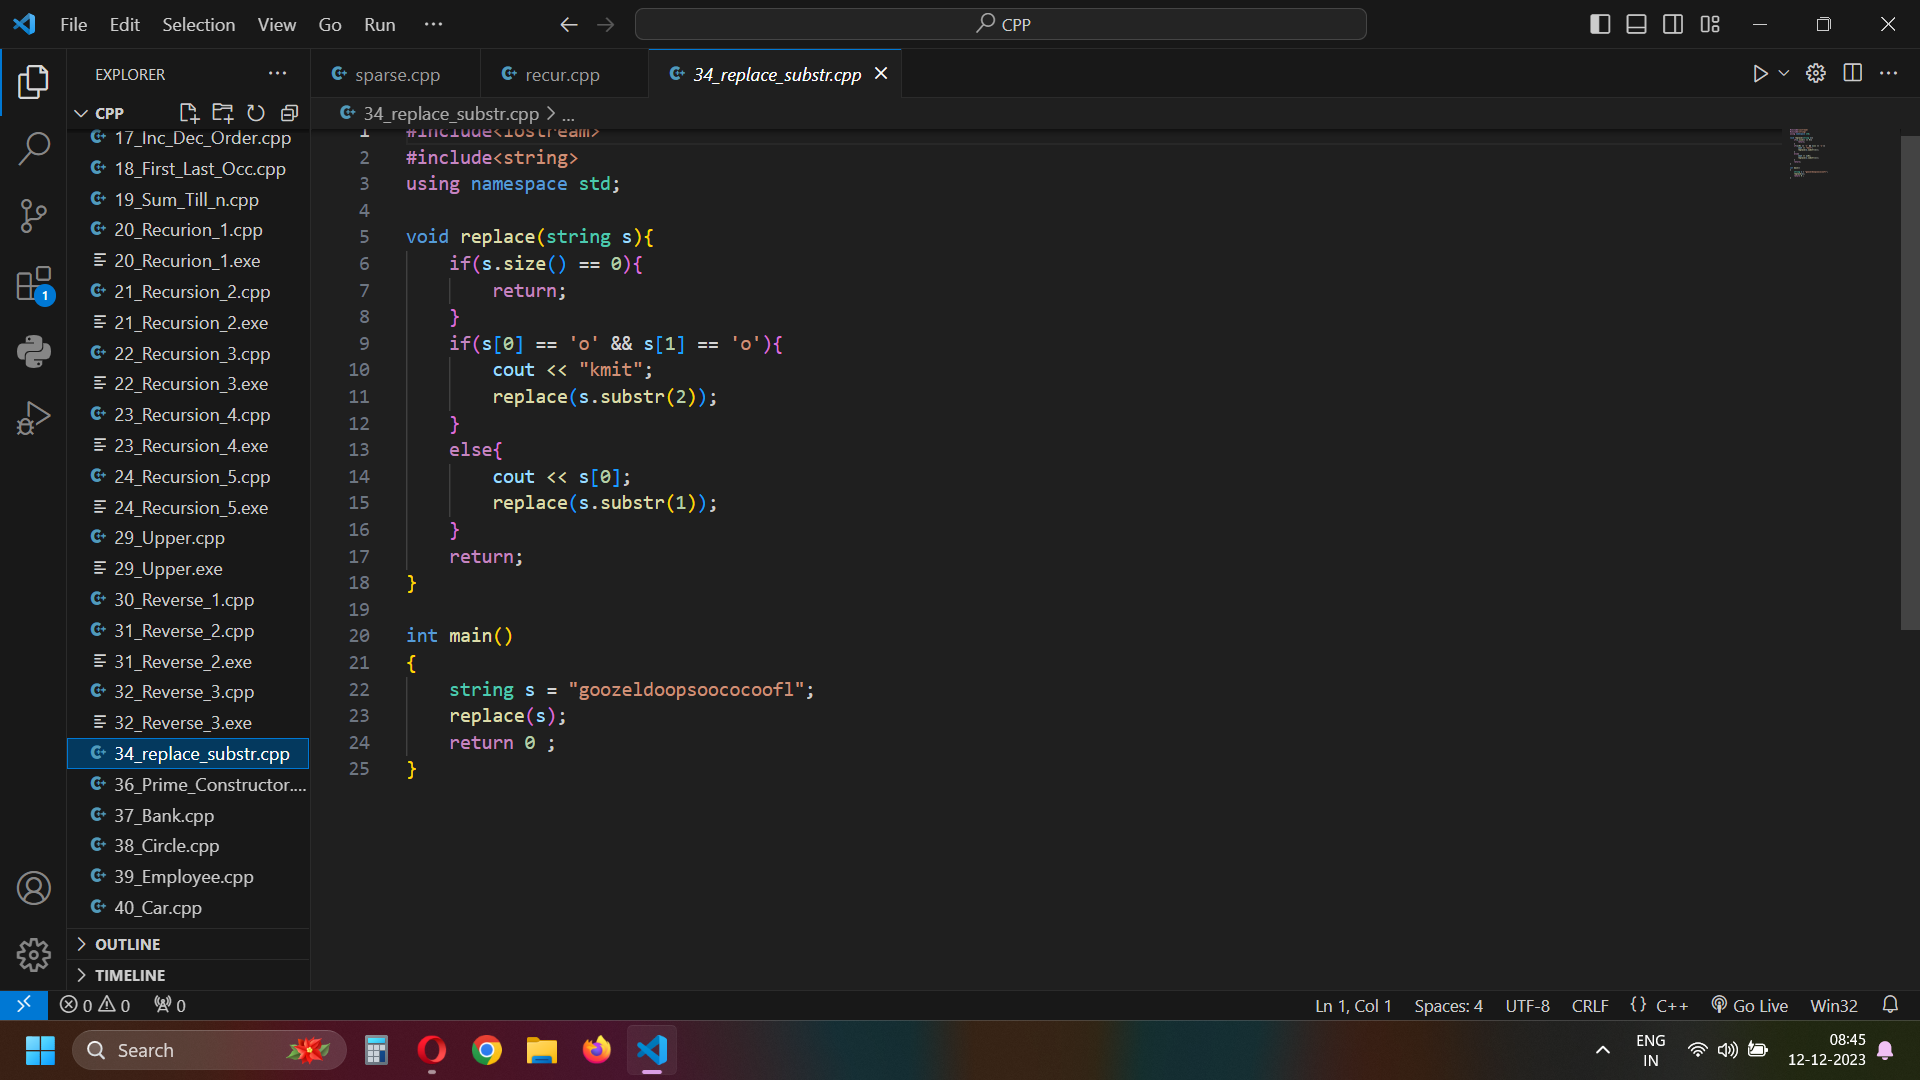 File Edit Selection View Go Run ···
CPP
EXPLORER ···
CPP
17_Inc_Dec_Order.cpp
18_First_Last_Occ.cpp
19_Sum_Till_n.cpp
20_Recurion_1.cpp
20_Recurion_1.exe
21_Recursion_2.cpp
21_Recursion_2.exe
22_Recursion_3.cpp
22_Recursion_3.exe
23_Recursion_4.cpp
23_Recursion_4.exe
24_Recursion_5.cpp
24_Recursion_5.exe
29_Upper.cpp
29_Upper.exe
30_Reverse_1.cpp
31_Reverse_2.cpp
31_Reverse_2.exe
32_Reverse_3.cpp
32_Reverse_3.exe
34_replace_substr.cpp
36_Prime_Constructor....
37_Bank.cpp
38_Circle.cpp
39_Employee.cpp
40_Car.cpp
OUTLINE
TIMELINE
1
sparse.cpp recur.cpp 34_replace_substr.cpp
34_replace_substr.cpp > ...
1 #include<iostream>
2 #include<string>
3 using namespace std;
4
5 void replace(string s){
6 if(s.size() == 0){
7 return;
8 }
9 if(s[0] == 'o' && s[1] == 'o'){
10 cout << "kmit";
11 replace(s.substr(2));
12 }
13 else{
14 cout << s[0];
15 replace(s.substr(1));
16 }
17 return;
18 }
19
20 int main()
21 {
22 string s = "goozeldoopsoococoofl";
23 replace(s);
24 return 0 ;
25 }
0 0 0
Ln 1, Col 1 Spaces: 4 UTF-8 CRLF {} C++ Go Live Win32
Search
ENG
IN
08:45
12-12-2023